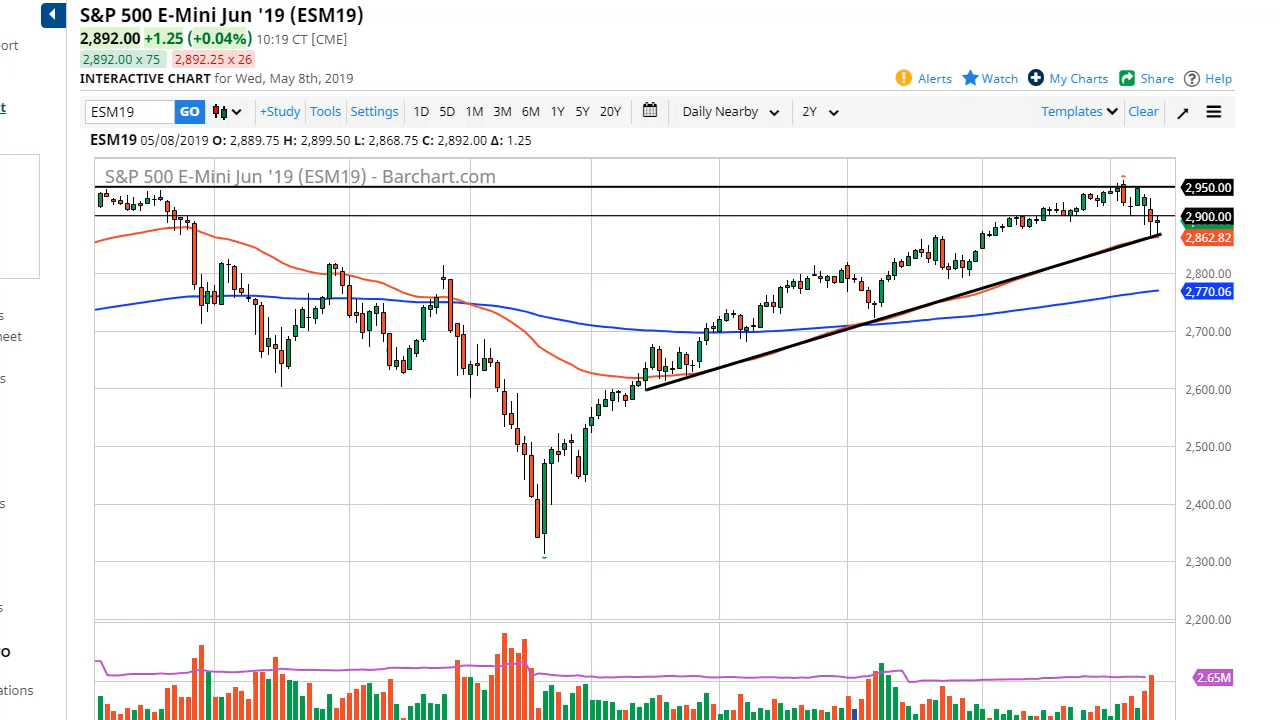 S&P 500 E-Mini Jun '19 (ESM19)
2,892.00 +1.25 (+0.04%) 10:19 CT [CME]
2,892.00 x 75 2,892.25 x 26
INTERACTIVE CHART for Wed, May 8th, 2019
Alerts Watch My Charts Share Help
ESM19 GO +Study Tools Settings 1D 5D 1M 3M 6M 1Y 5Y 20Y Daily Nearby 2Y Templates Clear
ESM19 05/08/2019 O: 2,889.75 H: 2,899.50 L: 2,868.75 C: 2,892.00 Δ: 1.25
S&P 500 E-Mini Jun '19 (ESM19) - Barchart.com
2,950.00
2,900.00
2,862.82
2,800.00
2,770.06
2,700.00
2,600.00
2,500.00
2,400.00
2,300.00
2,200.00
2.65M
ort
t
s
neet
s
s
s
o
ations